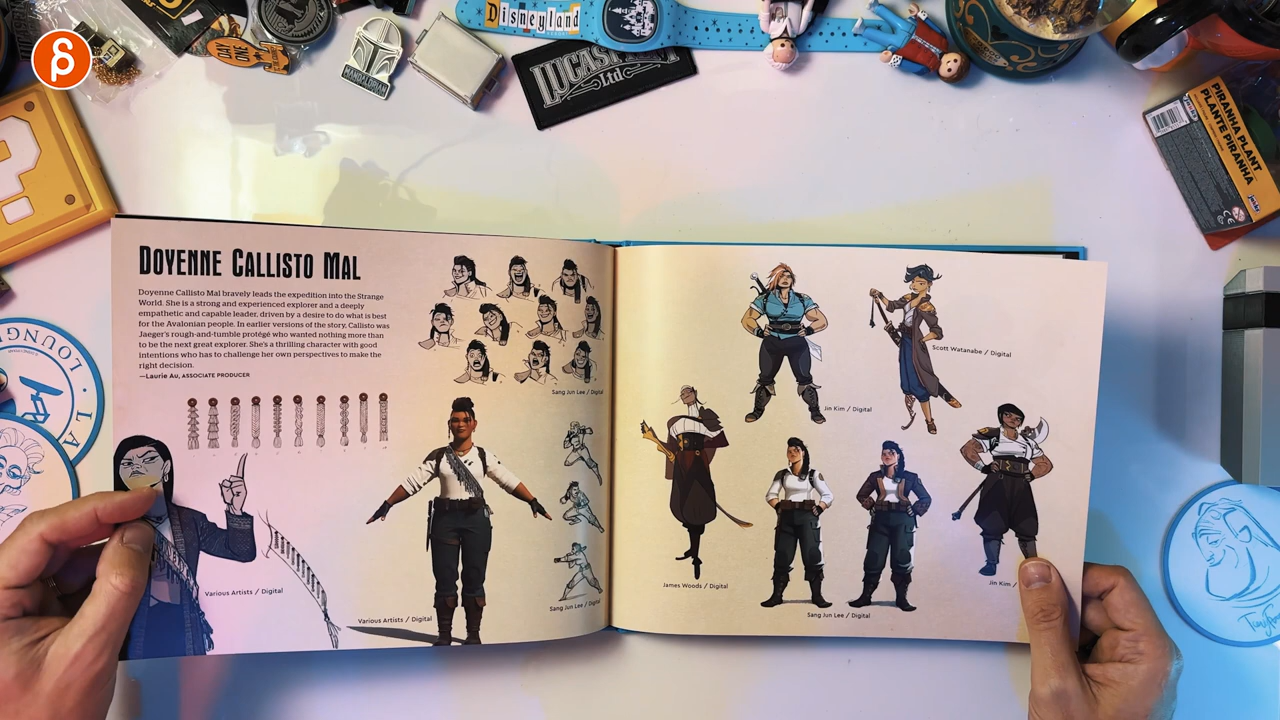 Disneyland
MANDALORIAN
LUCASFILM
Ltd
PIRANHA PLANT
PLANTE PIRANHA
DOYENNE CALLISTO MAL
Doyenne Callisto Mal bravely leads the expedition into the Strange
World. She is a strong and experienced explorer and a deeply
empathetic and capable leader, driven by a desire to do what is best
for the Avalonian people. In earlier versions of the story, Callisto was
Jaeger's rough-and-tumble protégé who wanted nothing more than
to be the next great explorer. She's a thrilling character with good
intentions who has to challenge her own perspectives to make the
right decision.
—Laurie Au, ASSOCIATE PRODUCER
Sang Jun Lee / Digital
Various Artists / Digital
Various Artists / Digital
Sang Jun Lee / Digital
Jin Kim / Digital
Scott Watanabe / Digital
James Woods / Digital
Sang Jun Lee / Digital
Jin Kim /